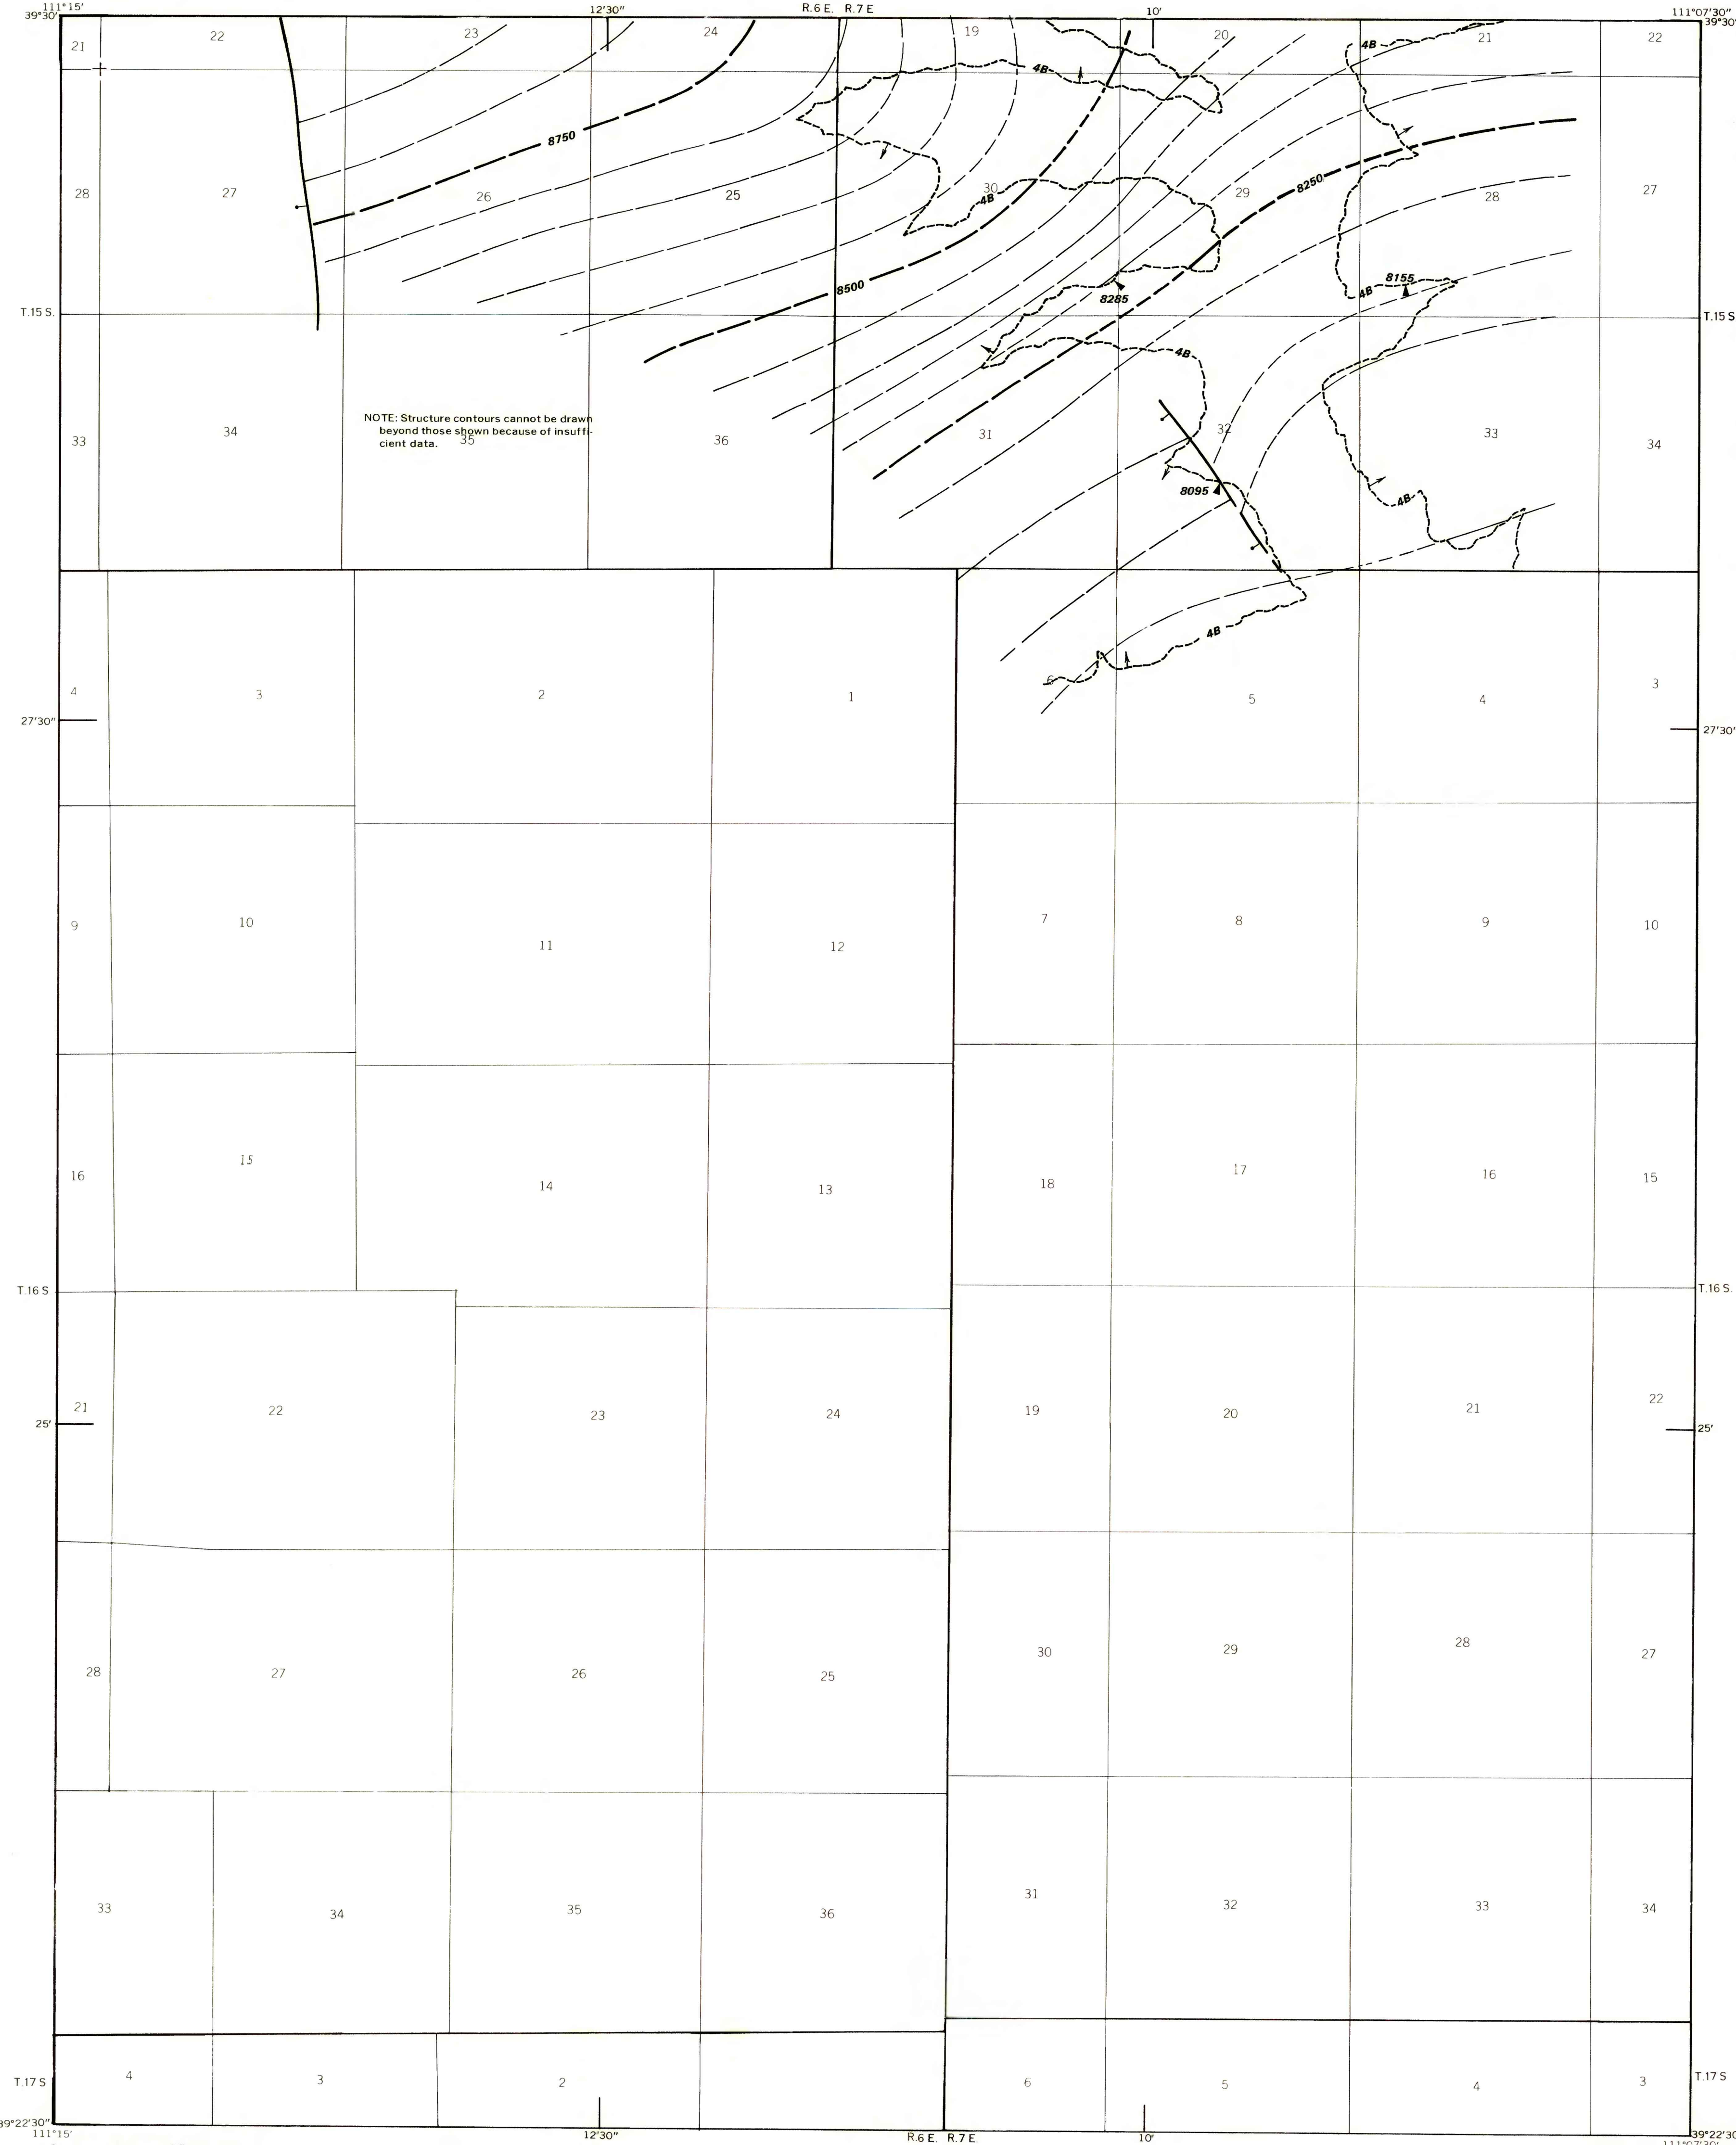 111°15' 12'30" R.6 E. R.7 E 10' 111°07'30"
39°30' 39°30'
21 22 23 24 19 20 21 22
4B
4B
8750
28 27 26 25 30 29 8250 28 27
4B
8155
8500 4B
8285
T.15 S. T.15 S
4B
NOTE: Structure contours cannot be drawn
beyond those shown because of insuffi-
cient data.
33 34 35 36 31 32 33 34
8095 4B
4B
4 3 2 1 6 5 4 3
27'30" 27'30"
9 10 11 12 7 8 9 10
16 15 14 13 18 17 16 15
T.16 S T.16 S.
21 22 23 24 19 20 21 22
25' 25'
28 27 26 25 30 29 28 27
33 34 35 36 31 32 33 34
T.17 S 4 3 2 6 5 4 3 T.17 S
39°22'30" 39°22'30
111°15' 12'30" R.6 E. R.7 E 10' 111°07'30"